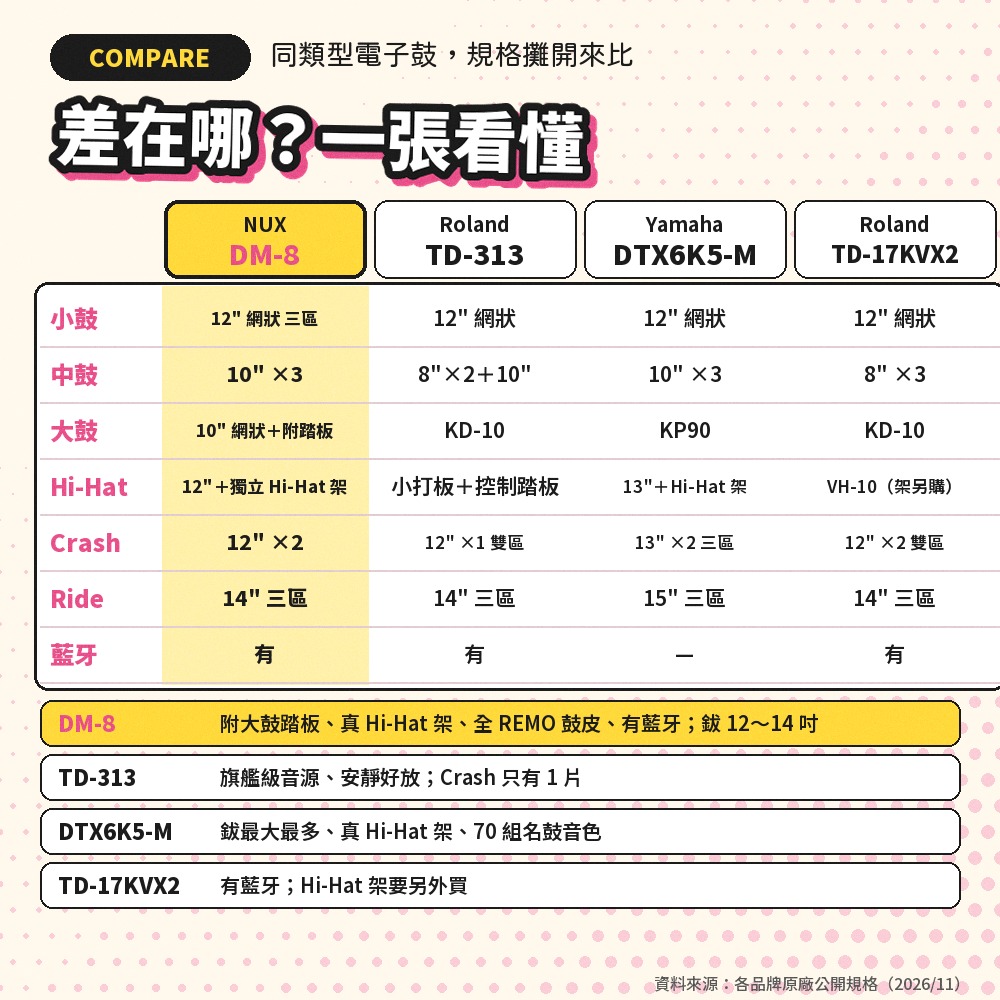 COMPARE 同類型電子鼓，規格攤開來比
差在哪？一張看懂
NUX Roland Yamaha Roland
DM-8 TD-313 DTX6K5-M TD-17KVX2
小鼓 12" 網狀 三區 12" 網狀 12" 網狀 12" 網狀
中鼓 10" ×3 8"×2＋10" 10" ×3 8" ×3
大鼓 10" 網狀＋附踏板 KD-10 KP90 KD-10
Hi-Hat 12"＋獨立 Hi-Hat 架 小打板＋控制踏板 13"＋Hi-Hat 架 VH-10（架另購）
Crash 12" ×2 12" ×1 雙區 13" ×2 三區 12" ×2 雙區
Ride 14" 三區 14" 三區 15" 三區 14" 三區
藍牙 有 有 — 有
DM-8 附大鼓踏板、真 Hi-Hat 架、全 REMO 鼓皮、有藍牙；鈸 12～14 吋
TD-313 旗艦級音源、安靜好放；Crash 只有 1 片
DTX6K5-M 鈸最大最多、真 Hi-Hat 架、70 組名鼓音色
TD-17KVX2 有藍牙；Hi-Hat 架要另外買
資料來源：各品牌原廠公開規格（2026/11）